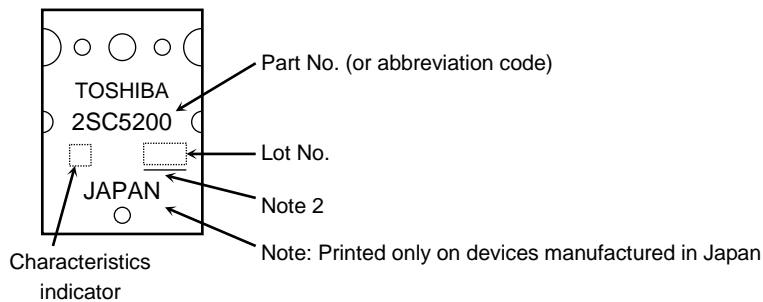 TOSHIBA
2SC5200
JAPAN
Part No. (or abbreviation code)
Lot No.
Note 2
Note: Printed only on devices manufactured in Japan
Characteristics
indicator